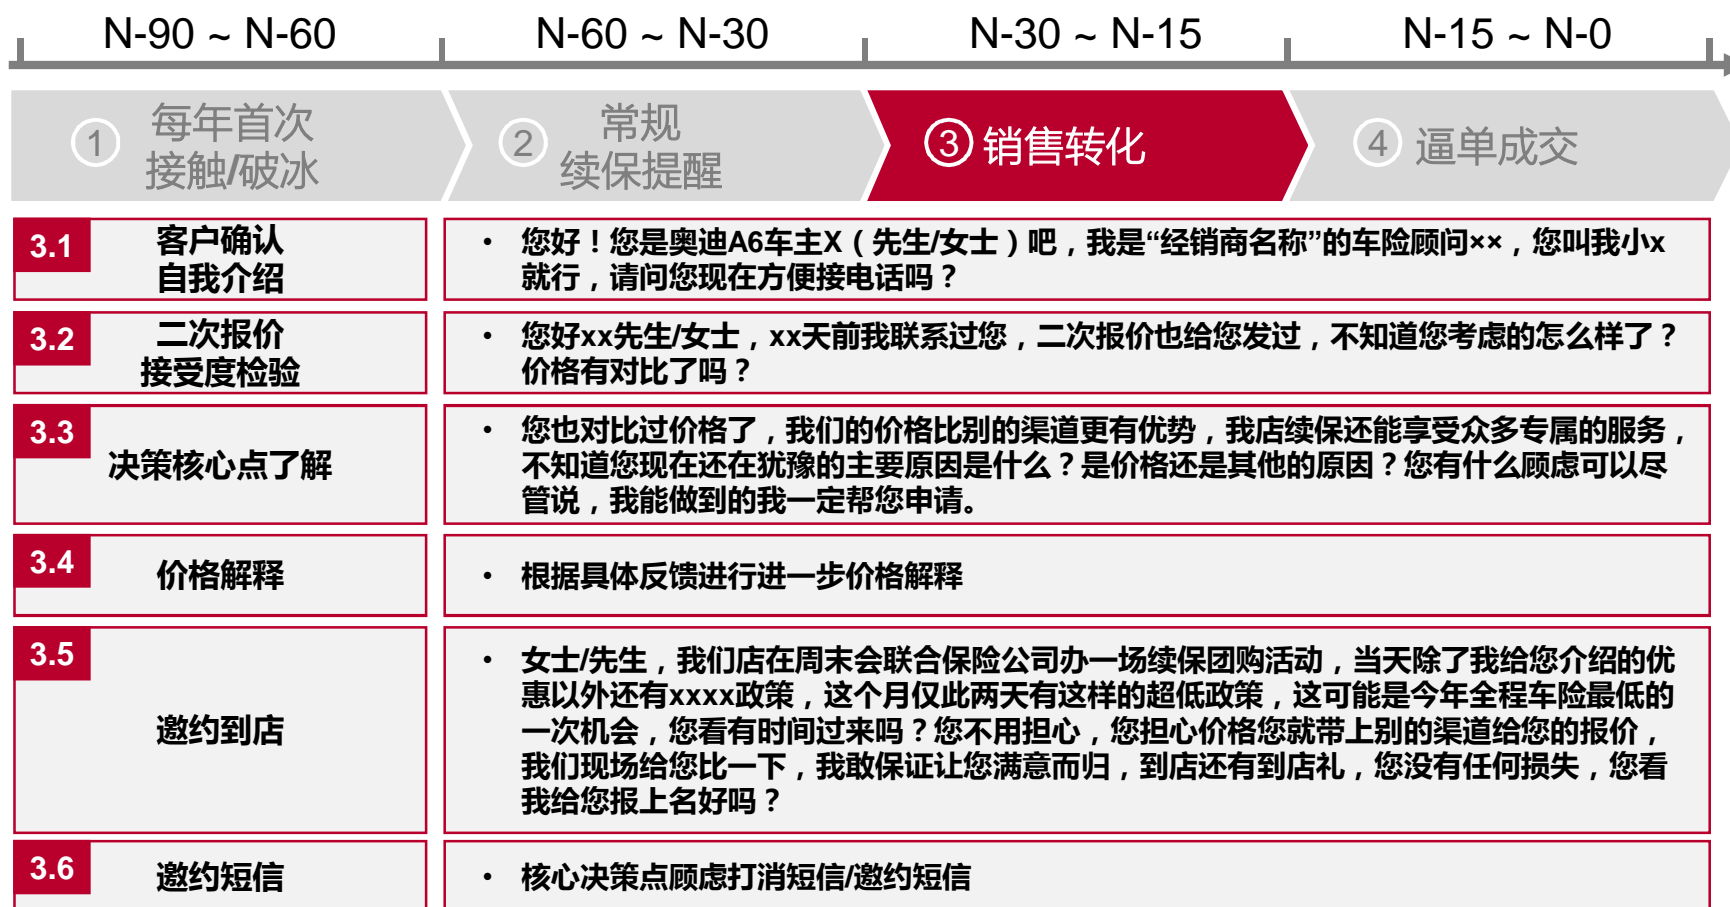 N-90 ~ N-60
N-60 ~ N-30
N-30 ~ N-15
N-15 ~ N-0
① 每年首次
接触/破冰
② 常规
续保提醒
③ 销售转化
④ 逼单成交
3.1
客户确认
自我介绍
• 您好！您是奥迪A6车主X（先生/女士）吧，我是“经销商名称”的车险顾问××，您叫我小x
就行，请问您现在方便接电话吗？
3.2
二次报价
接受度检验
• 您好xx先生/女士，xx天前我联系过您，二次报价也给您发过，不知道您考虑的怎么样了？
价格有对比了吗？
3.3
决策核心点了解
• 您也对比过价格了，我们的价格比别的渠道更有优势，我店续保还能享受众多专属的服务，
不知道您现在还在犹豫的主要原因是什么？是价格还是其他的原因？您有什么顾虑可以尽
管说，我能做到的我一定帮您申请。
3.4
价格解释
• 根据具体反馈进行进一步价格解释
3.5
邀约到店
• 女士/先生，我们店在周末会联合保险公司办一场续保团购活动，当天除了我给您介绍的优
惠以外还有xxxx政策，这个月仅此两天有这样的超低政策，这可能是今年全程车险最低的
一次机会，您看有时间过来吗？您不用担心，您担心价格您就带上别的渠道给您的报价，
我们现场给您比一下，我敢保证让您满意而归，到店还有到店礼，您没有任何损失，您看
我给您报上名好吗？
3.6
邀约短信
• 核心决策点顾虑打消短信/邀约短信